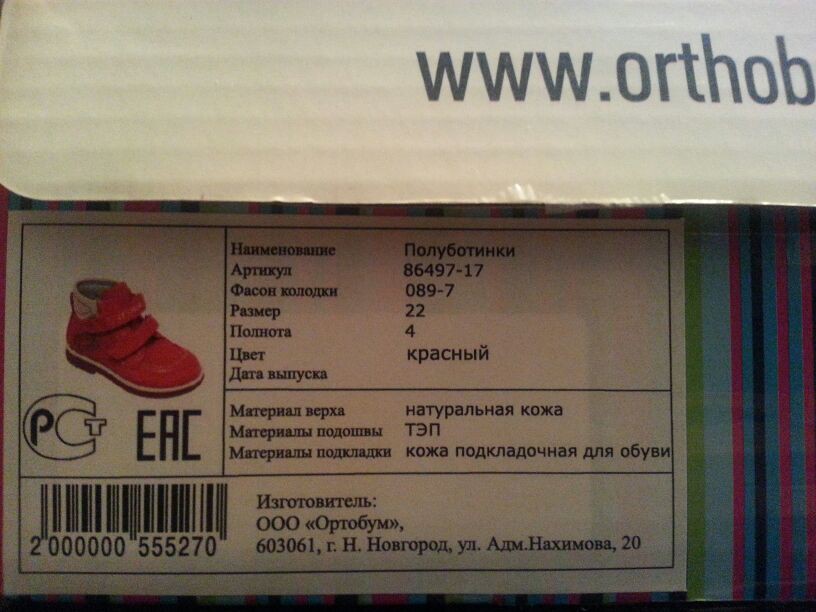 www.orthob
Наименование Полуботинки
Артикул 86497-17
Фасон колодки 089-7
Размер 22
Полнота 4
Цвет красный
Дата выпуска
Материал верха натуральная кожа
Материалы подошвы ТЭП
Материалы подкладки кожа подкладочная для обуви
РСТ
ЕАС
2 000000 555270
Изготовитель:
ООО «Ортобум»,
603061, г. Н. Новгород, ул. Адм.Нахимова, 20